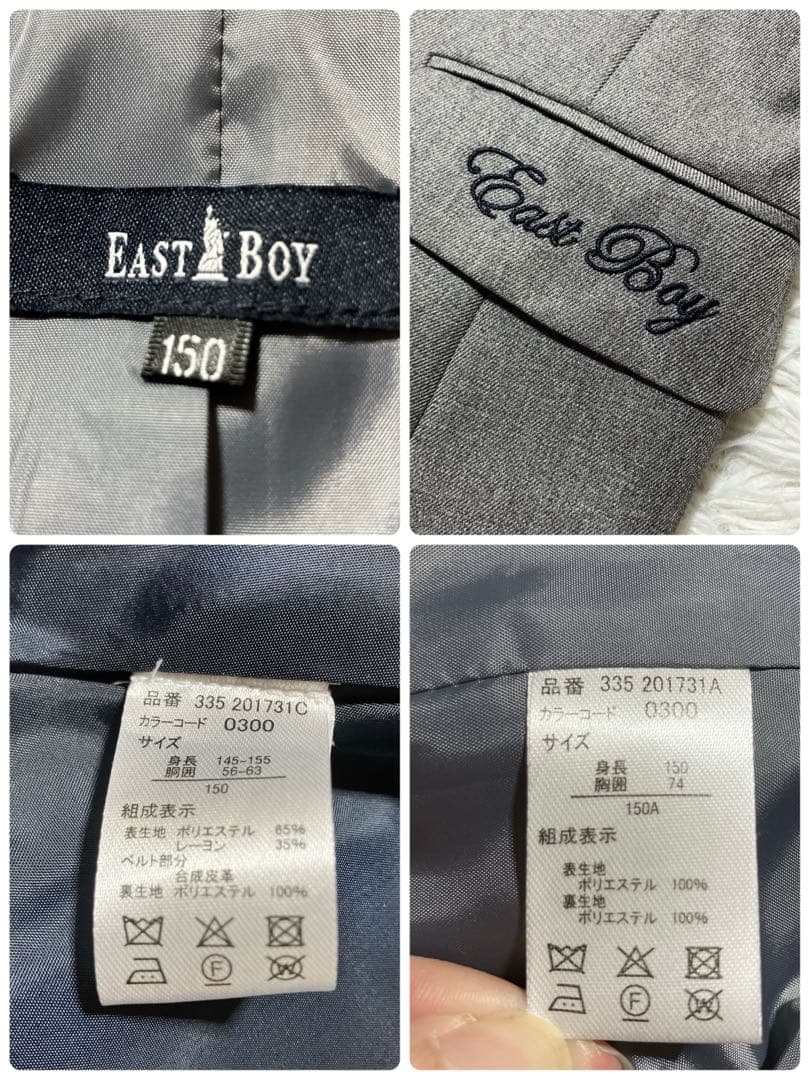 EAST BOY
150
East Boy
品番 335 201731C
カラーコード 0300
サイズ
身長 145-155
胸囲 56-63
150
組成表示
表生地 ポリエステル 65%
レーヨン 35%
ベルト部分
合成皮革
裏生地 ポリエステル 100%
F
W
品番 335 201731A
カラーコード 0300
サイズ
身長 150
胸囲 74
150A
組成表示
表生地
ポリエステル 100%
裏生地
ポリエステル 100%
F
W